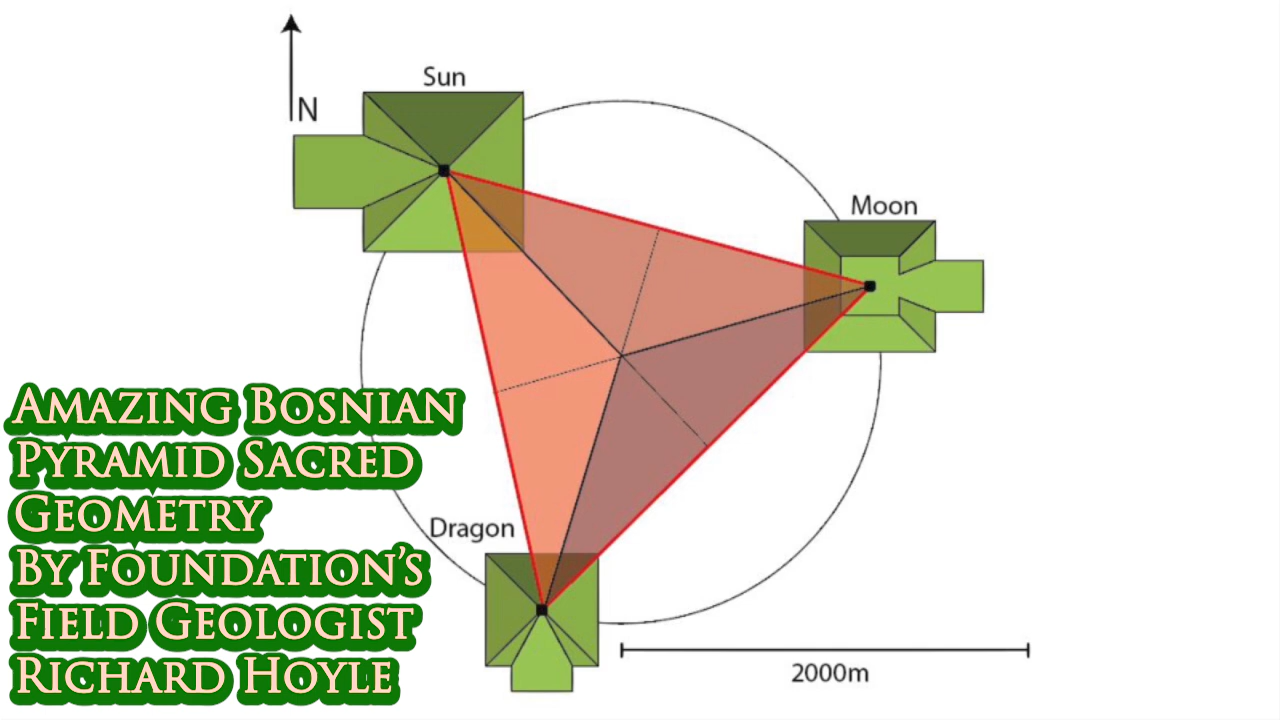 Sun
N
Moon
Amazing Bosnian
Pyramid Sacred
Geometry
By Foundation's
Field Geologist
Richard Hoyle
Dragon
2000m